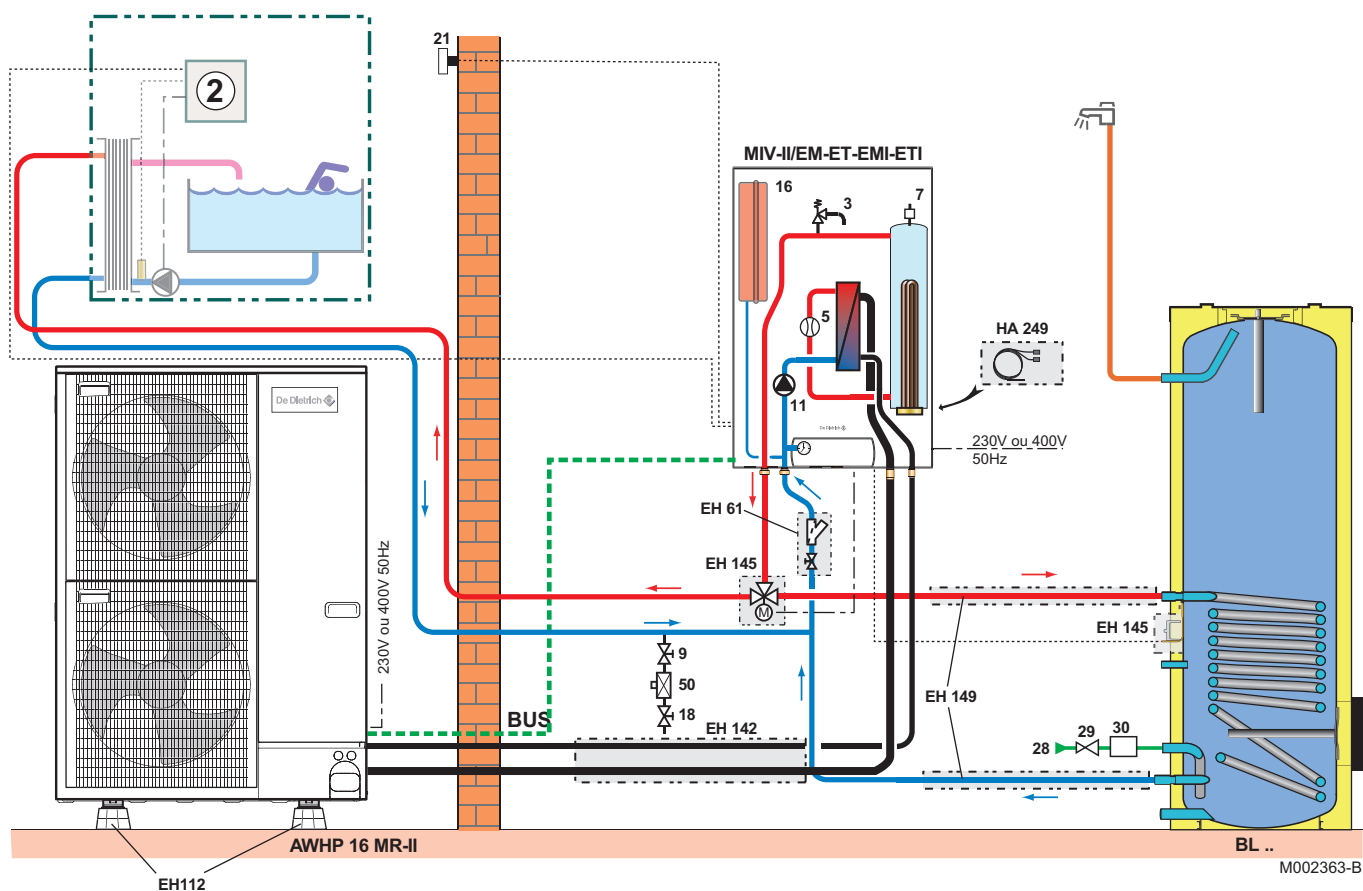 21
2
MIV-II/EM-ET-EMI-ETI
16
3
7
5
HA 249
11
De Dietrich
De Dietrich
230V ou 400V
50Hz
EH 61
EH 145
M
230V ou 400V 50Hz
EH 145
9
50
EH 149
18
BUS
EH 142
28
29
30
AWHP 16 MR-II
BL ..
M002363-B
EH112